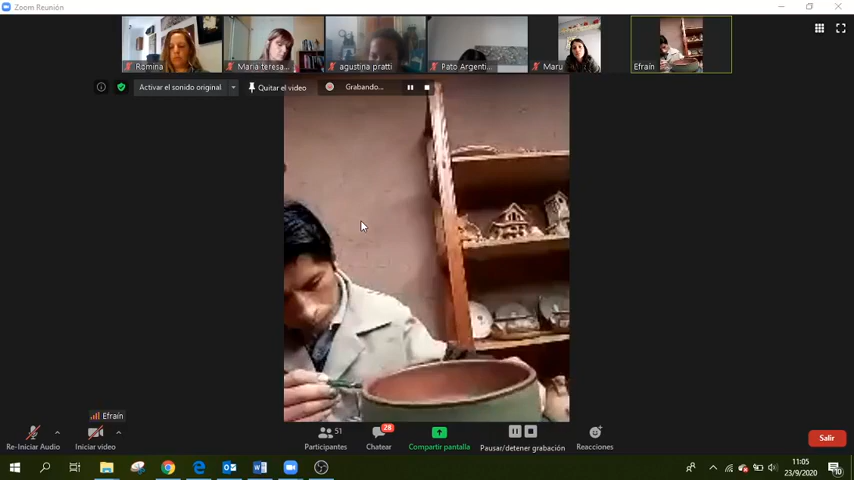 Zoom Reunión
Romina
Maria teresa...
agustina pratti
Pato Argenti...
Maru
Efraín
Activar el sonido original
Quitar el video
Grabando...
Efraín
51
28
Re-Iniciar Audio
Iniciar video
Participantes
Chatear
Compartir pantalla
Pausar/detener grabación
Reacciones
Salir
11:05
23/9/2020
10